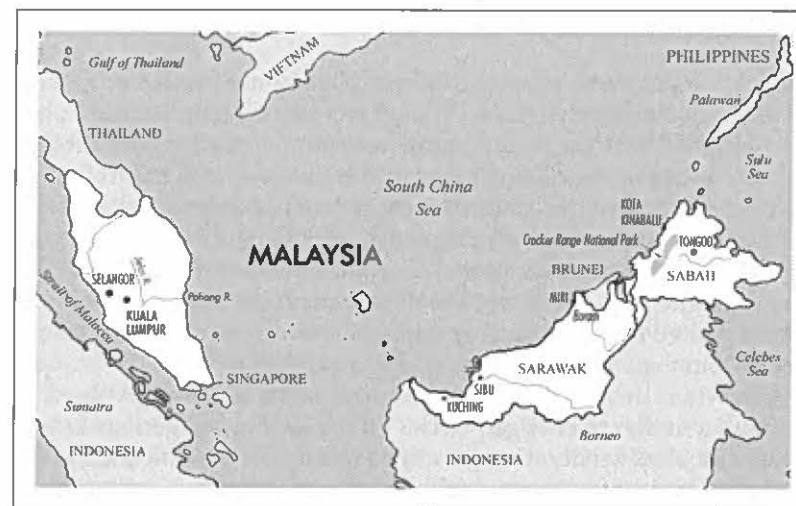 Gulf of Thailand
VIETNAM
PHILIPPINES
Palawan
THAILAND
Sulu
Sea
South China
Sea
KOTA
KINABALU
Crocker Range National Park
TONGOD
MALAYSIA
BRUNEI
SABAH
SELANGOR
KUALA
LUMPUR
Pahang R.
Strait of Malacca
MIRI
Baram
SARAWAK
Celebes
Sea
SINGAPORE
SIBU
KUCHING
Sumatra
Borneo
INDONESIA
INDONESIA